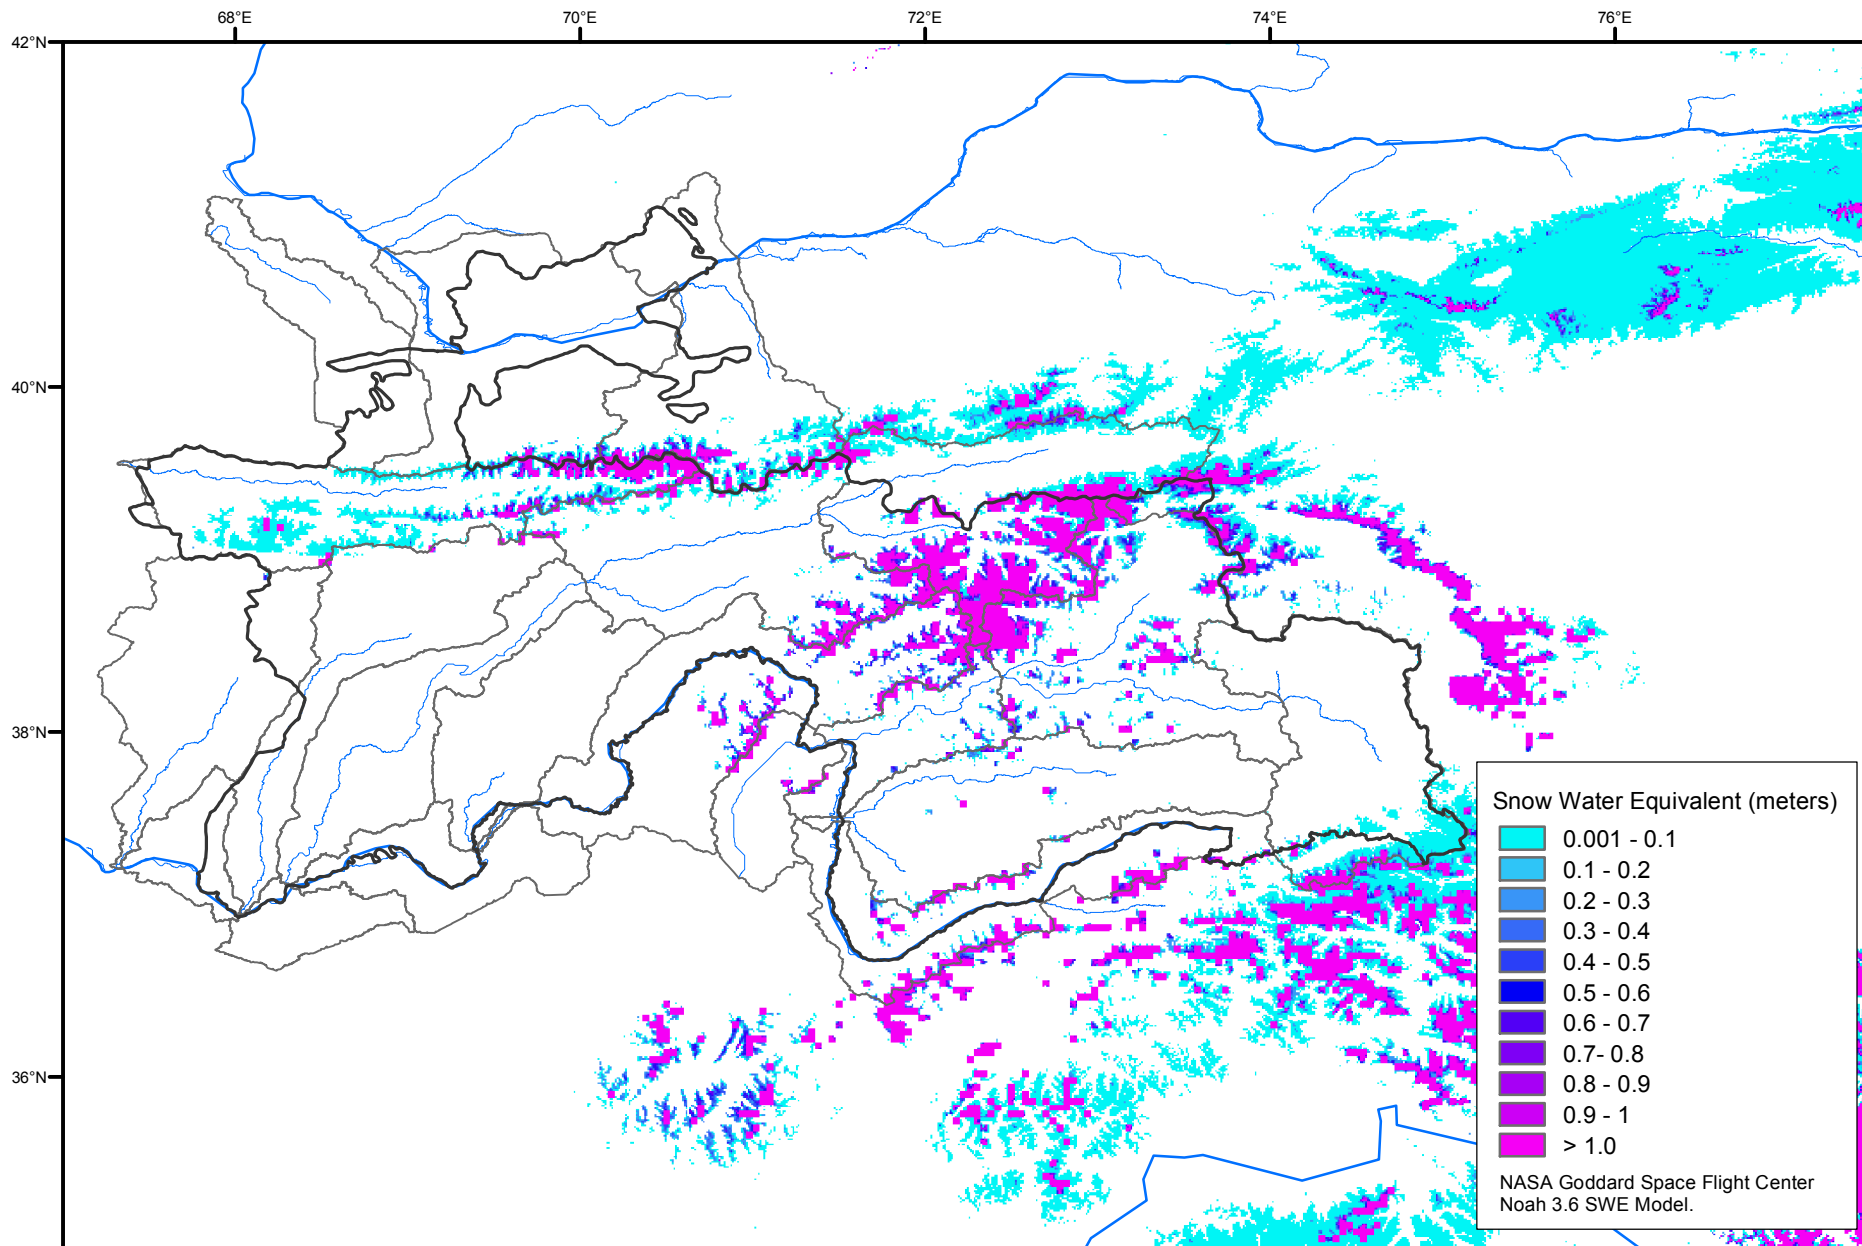 68°E 70°E 72°E 74°E 76°E
42°N
40°N
38°N
36°N
Snow Water Equivalent (meters)
0.001 - 0.1
0.1 - 0.2
0.2 - 0.3
0.3 - 0.4
0.4 - 0.5
0.5 - 0.6
0.6 - 0.7
0.7- 0.8
0.8 - 0.9
0.9 - 1
> 1.0
NASA Goddard Space Flight Center
Noah 3.6 SWE Model.